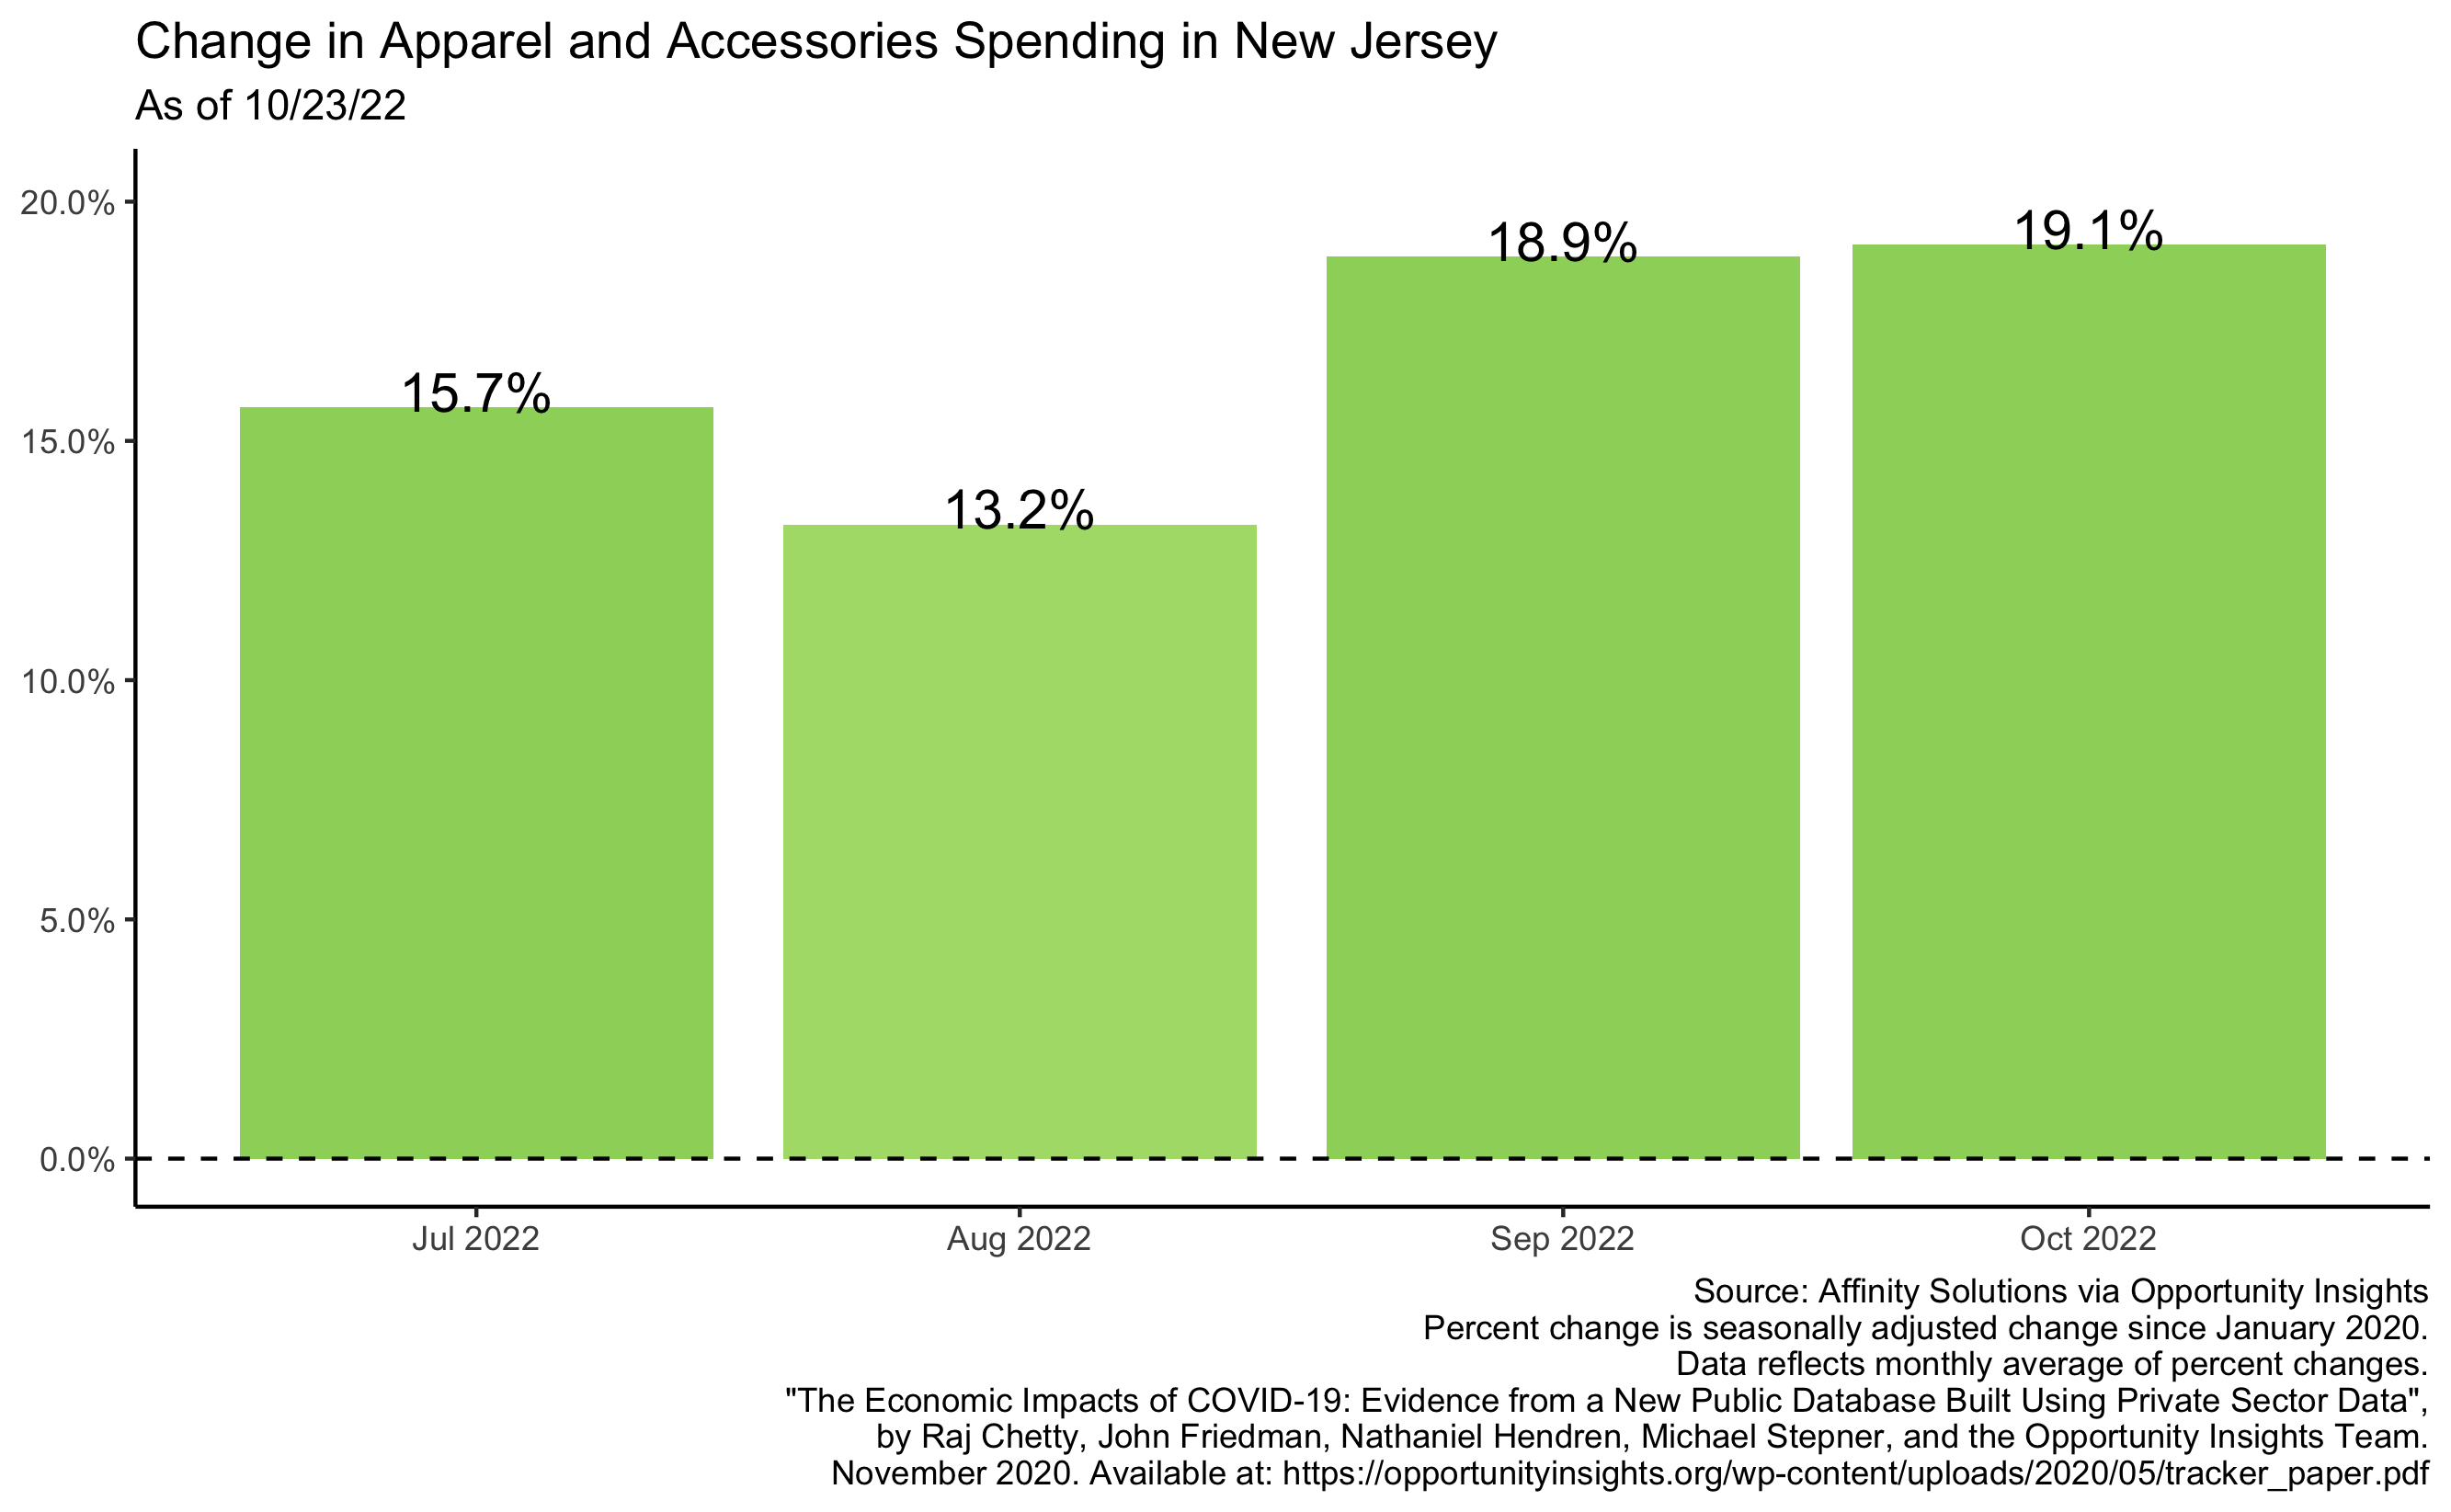 Change in Apparel and Accessories Spending in New Jersey
As of 10/23/22
20.0%
15.0%
10.0%
5.0%
0.0%
15.7%
13.2%
18.9%
19.1%
Jul 2022
Aug 2022
Sep 2022
Oct 2022
Source: Affinity Solutions via Opportunity Insights
Percent change is seasonally adjusted change since January 2020.
Data reflects monthly average of percent changes.
"The Economic Impacts of COVID-19: Evidence from a New Public Database Built Using Private Sector Data",
by Raj Chetty, John Friedman, Nathaniel Hendren, Michael Stepner, and the Opportunity Insights Team.
November 2020. Available at: https://opportunityinsights.org/wp-content/uploads/2020/05/tracker_paper.pdf